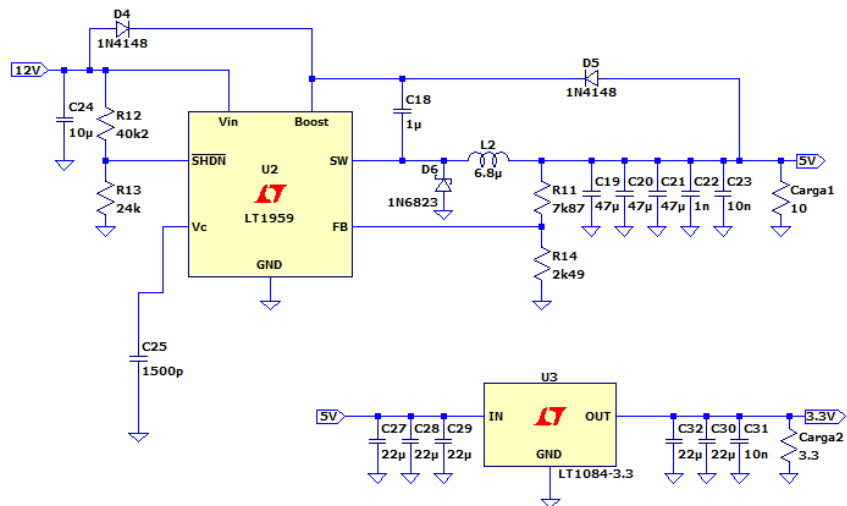 D4
1N4148
12V
C24
10µ
R12
40k2
R13
24k
Vin
Boost
SHDN
U2
SW
LT1959
Vc
FB
GND
C18
1µ
D5
1N4148
D6
1N6823
L2
6.8µ
R11
7k87
R14
2k49
C19
47µ
C20
47µ
C21
47µ
C22
1n
C23
10n
5V
Carga1
10
C25
1500p
U3
5V
C27
22µ
C28
22µ
C29
22µ
IN
OUT
GND
LT1084-3.3
C32
22µ
C30
22µ
C31
10n
3.3V
Carga2
3.3